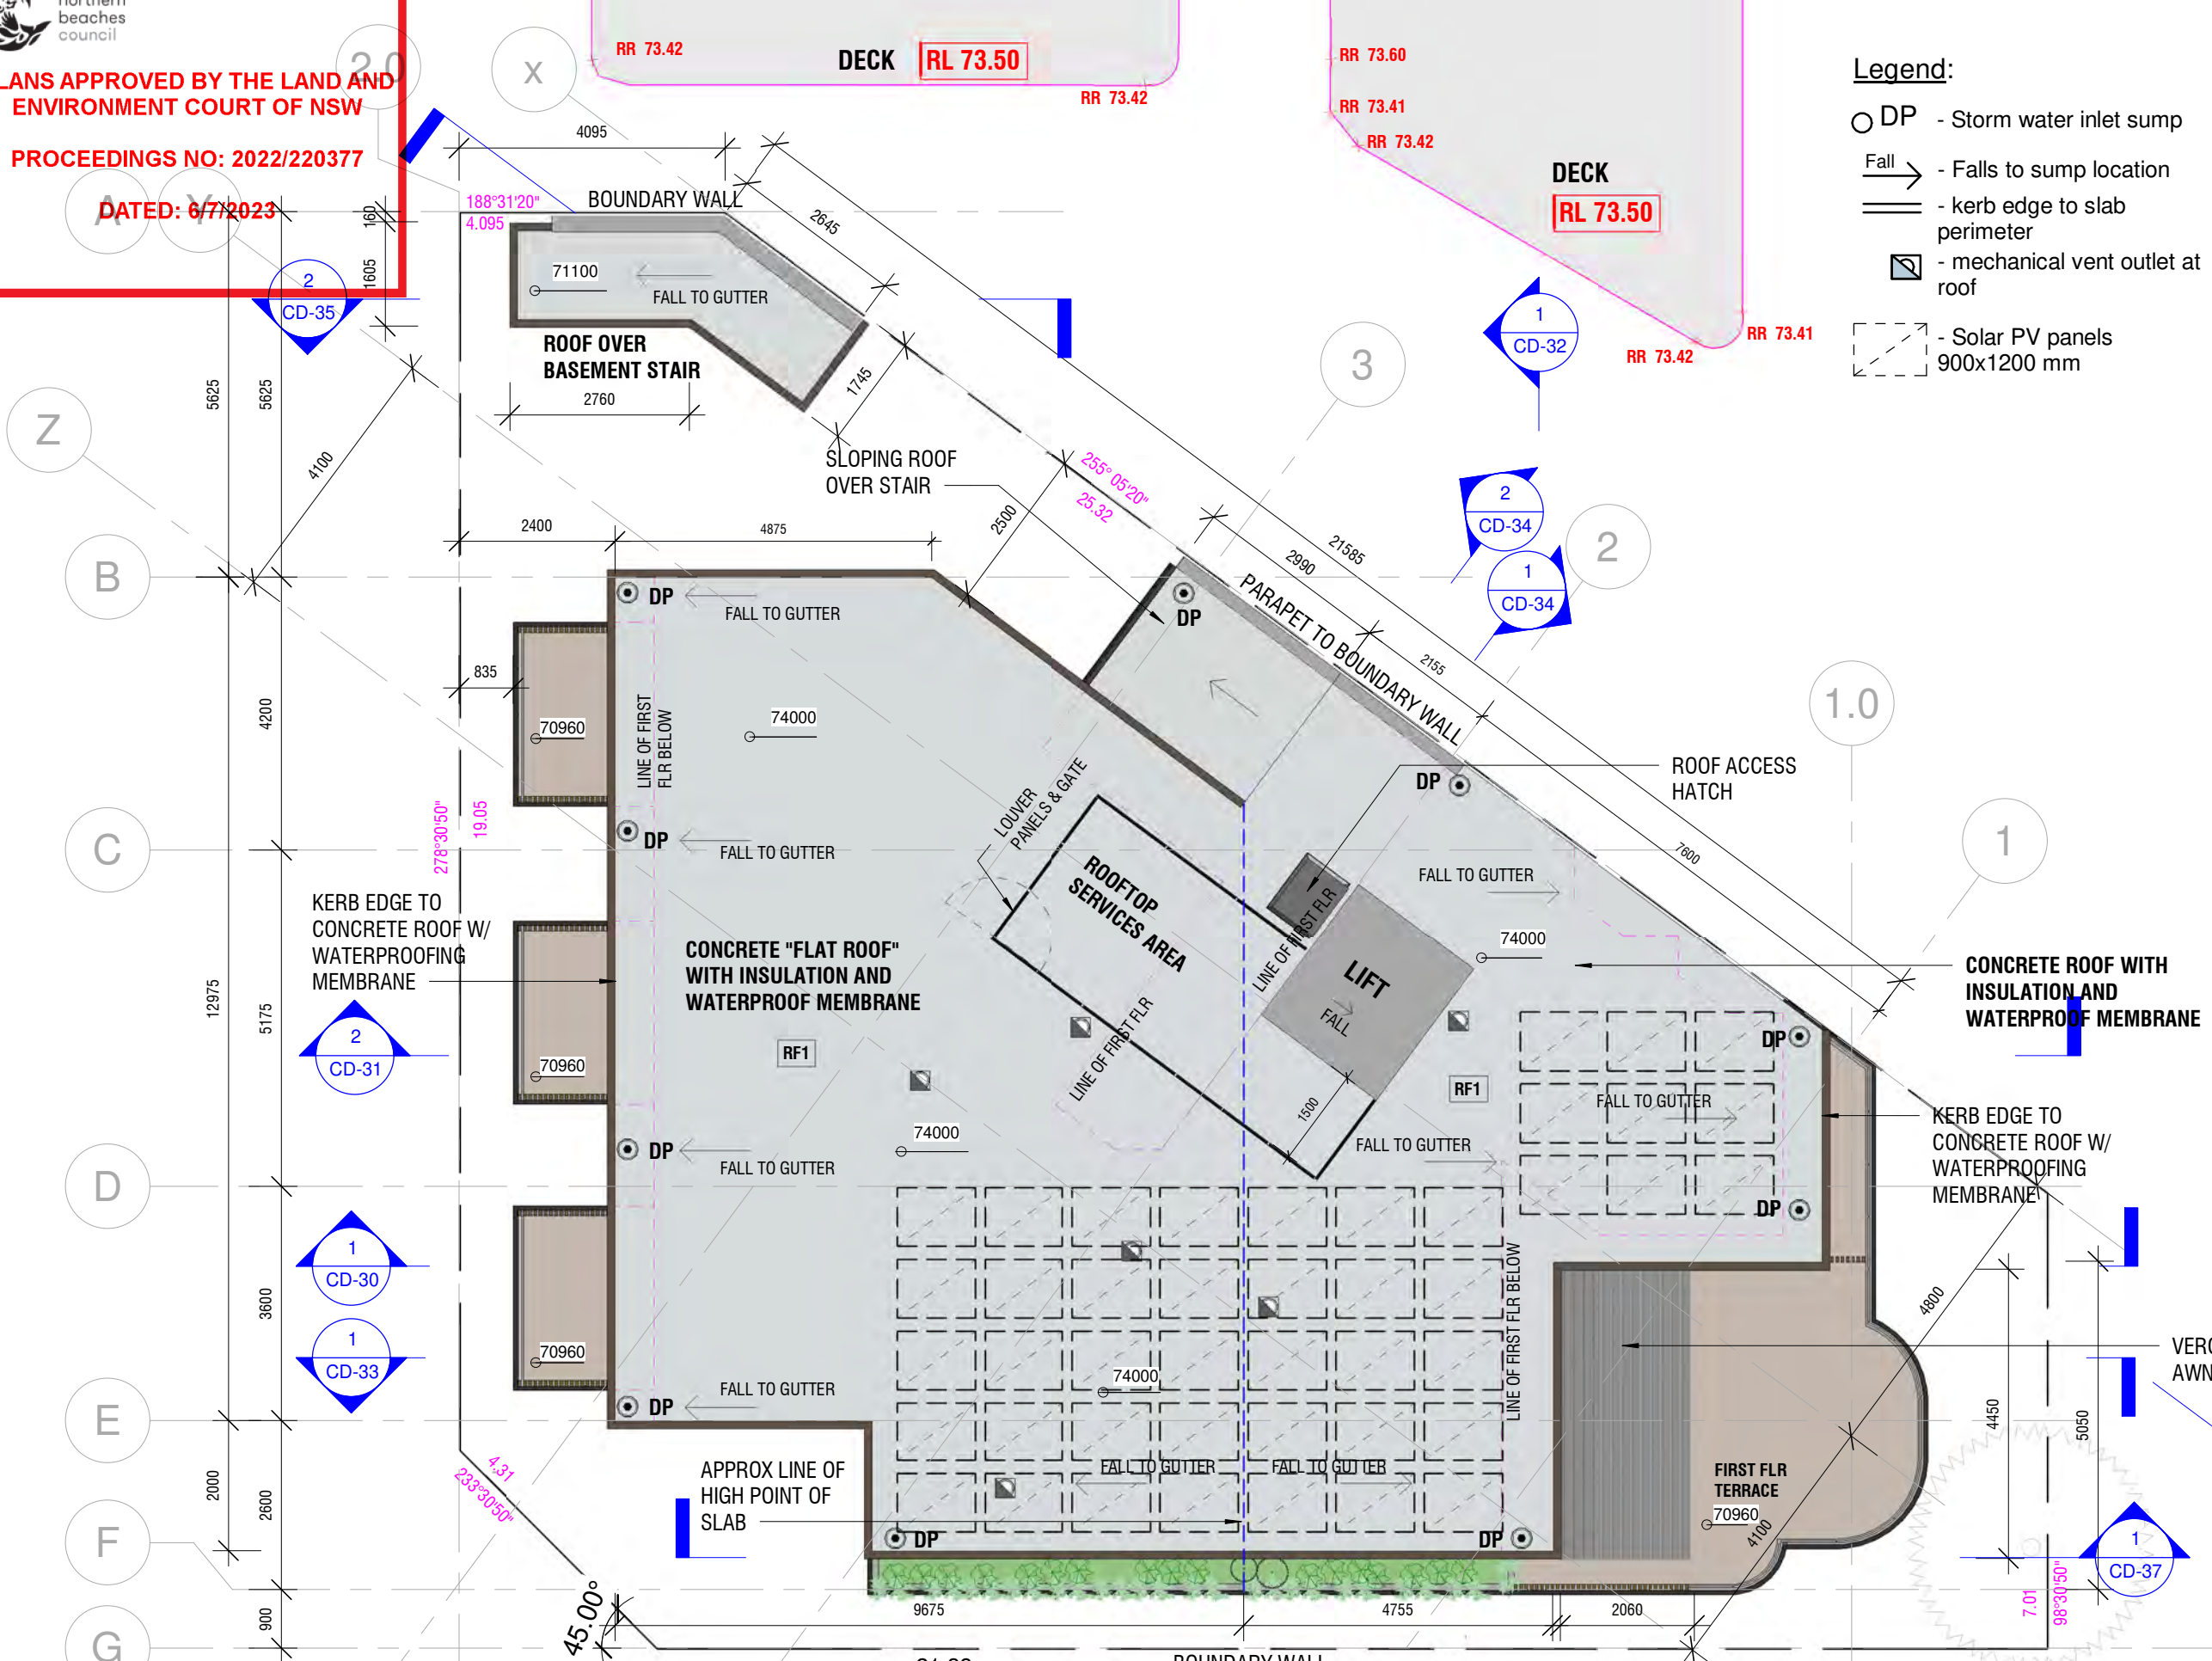 northern
beaches
council
PLANS APPROVED BY THE LAND AND
ENVIRONMENT COURT OF NSW
PROCEEDINGS NO: 2022/220377
DATED: 6/7/2023
2.0
X
A
Y
Z
B
C
D
E
F
G
3
2
1.0
1
RR 73.42
DECK
RL 73.50
RR 73.42
RR 73.60
RR 73.41
RR 73.42
DECK
RL 73.50
RR 73.42
RR 73.41
Legend:
DP - Storm water inlet sump
Fall - Falls to sump location
- kerb edge to slab
perimeter
- mechanical vent outlet at
roof
- Solar PV panels
900x1200 mm
4095
188°31'20"
4.095
BOUNDARY WALL
2645
160
1605
2
CD-35
71100
FALL TO GUTTER
ROOF OVER
BASEMENT STAIR
2760
1745
5625
5625
4100
SLOPING ROOF
OVER STAIR
255° 05'20"
25.32
2500
2400
4875
1
CD-32
2
CD-34
1
CD-34
21585
2990
2155
7600
PARAPET TO BOUNDARY WALL
DP
DP
FALL TO GUTTER
835
70960
LINE OF FIRST
FLR BELOW
74000
4200
278°30'50"
19.05
DP
ROOF ACCESS
HATCH
LOUVER
PANELS & GATE
DP
FALL TO GUTTER
ROOFTOP
SERVICES AREA
LINE OF FIRST FLR
FALL TO GUTTER
74000
LIFT
FALL
KERB EDGE TO
CONCRETE ROOF W/
WATERPROOFING
MEMBRANE
CONCRETE "FLAT ROOF"
WITH INSULATION AND
WATERPROOF MEMBRANE
CONCRETE ROOF WITH
INSULATION AND
WATERPROOF MEMBRANE
12975
5175
2
CD-31
70960
RF1
LINE OF FIRST FLR
RF1
DP
1500
FALL TO GUTTER
74000
DP
FALL TO GUTTER
FALL TO GUTTER
KERB EDGE TO
CONCRETE ROOF W/
WATERPROOFING
MEMBRANE
DP
1
CD-30
3600
1
CD-33
70960
LINE OF FIRST FLR BELOW
4800
74000
FALL TO GUTTER
DP
4450
5050
2000
2600
4.31
233°30'50"
APPROX LINE OF
HIGH POINT OF
SLAB
FALL TO GUTTER
FALL TO GUTTER
FIRST FLR
TERRACE
70960
4100
DP
DP
1
CD-37
7.01
98°30'50"
900
45.00°
9675
4755
2060
BOUNDARY WALL